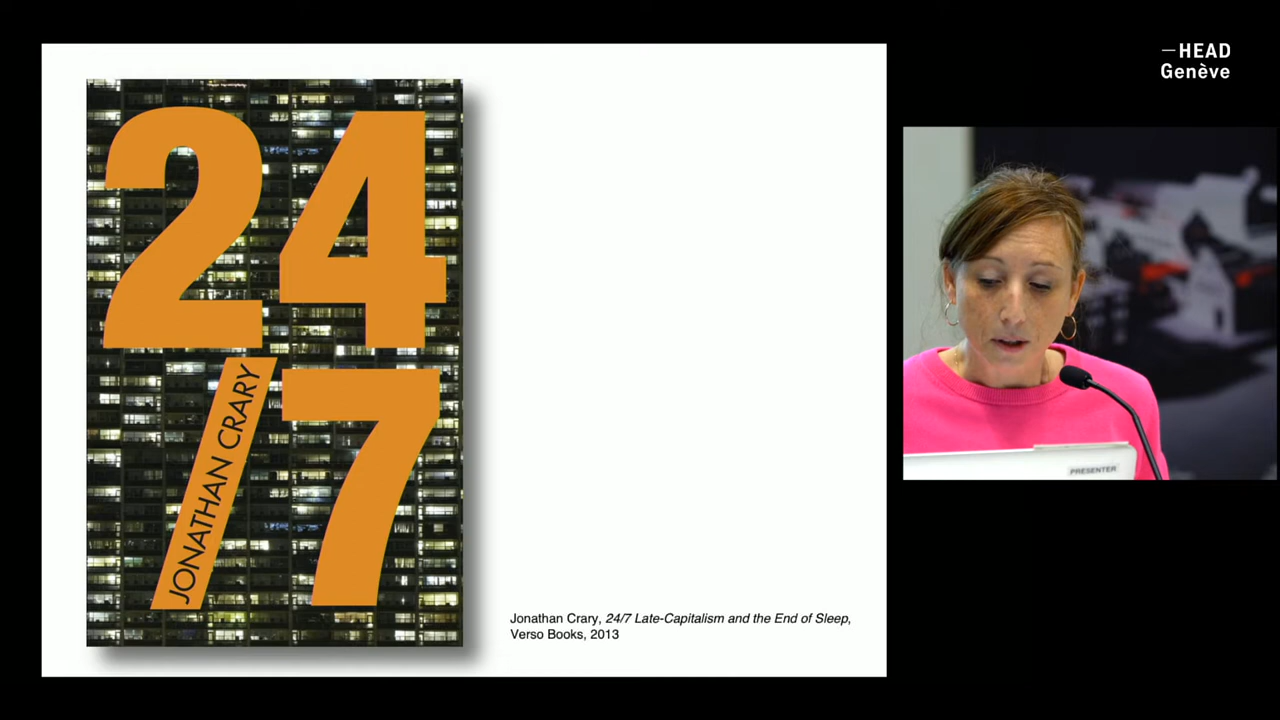 24
/7
JONATHAN CRARY
Jonathan Crary, 24/7 Late-Capitalism and the End of Sleep,
Verso Books, 2013
—HEAD
Genève
PRESENTER